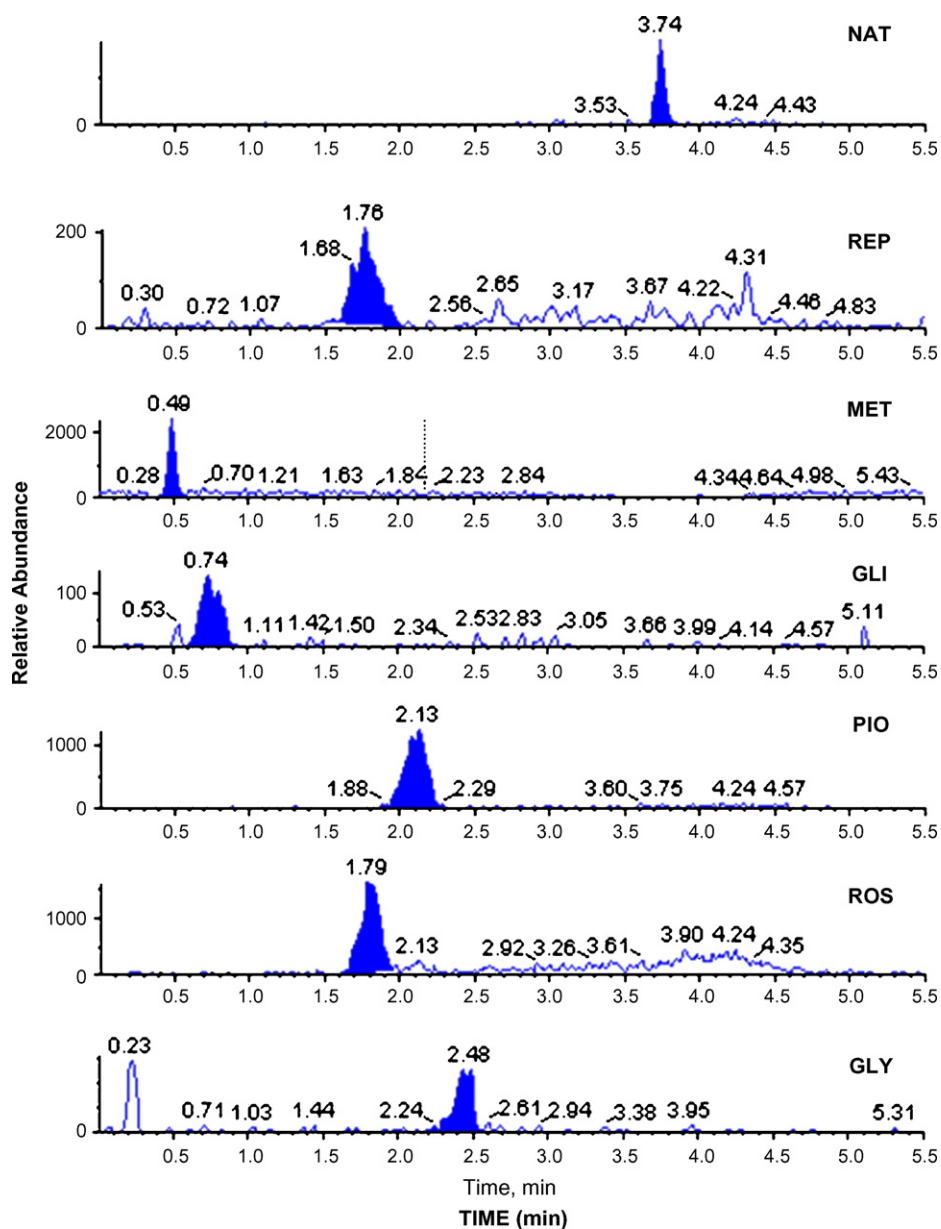 3.74
NAT
3.53 4.24 4.43
0
0.5 1.0 1.5 2.0 2.5 3.0 3.5 4.0 4.5 5.0 5.5
1.76
200
REP
1.68
4.31
0.30 0.72 1.07 2.56 2.65 3.17 3.67 4.22 4.46 4.83
0
0.5 1.0 1.5 2.0 2.5 3.0 3.5 4.0 4.5 5.0 5.5
0.49
MET
2000
0.28 0.70 1.21 1.63 1.84 2.23 2.84 4.34 4.64 4.98 5.43
0
0.5 1.0 1.5 2.0 2.5 3.0 3.5 4.0 4.5 5.0 5.5
Relative Abundance
0.74
GLI
100
0.53 1.11 1.42 1.50 2.34 2.53 2.83 3.05 3.66 3.99 4.14 4.57 5.11
0
0.5 1.0 1.5 2.0 2.5 3.0 3.5 4.0 4.5 5.0 5.5
2.13
PIO
1000
1.88 2.29 3.60 3.75 4.24 4.57
0
0.5 1.0 1.5 2.0 2.5 3.0 3.5 4.0 4.5 5.0 5.5
1.79
ROS
1000
2.13 2.92 3.26 3.61 3.90 4.24 4.35
0
0.5 1.0 1.5 2.0 2.5 3.0 3.5 4.0 4.5 5.0 5.5
0.23 2.48
GLY
0.71 1.03 1.44 2.24 2.61 2.94 3.38 3.95 5.31
0
0.5 1.0 1.5 2.0 2.5 3.0 3.5 4.0 4.5 5.0 5.5
Time, min
TIME (min)